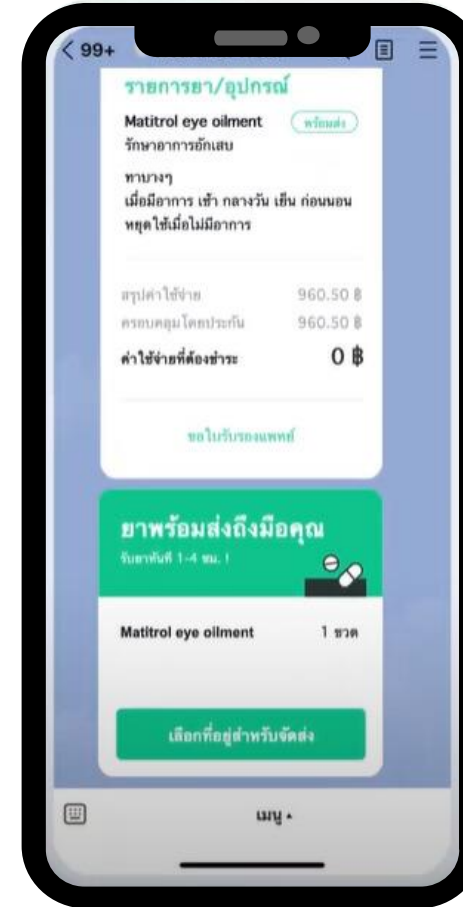 99+
รายการยา/อุปกรณ์
Matitrol eye oilment พร้อมส่ง
รักษาอาการอักเสบ
ทาบางๆ
เมื่อมีอาการ เช้า กลางวัน เย็น ก่อนนอน
หยุดใช้เมื่อไม่มีอาการ
สรุปค่าใช้จ่าย 960.50 ฿
ครอบคลุมโดยประกัน 960.50 ฿
ค่าใช้จ่ายที่ต้องชำระ 0 ฿
ขอใบรับรองแพทย์
ยาพร้อมส่งถึงมือคุณ
รับยาทันที 1-4 ชม. !
Matitrol eye oilment 1 ขวด
เลือกที่อยู่สำหรับจัดส่ง
เมนู